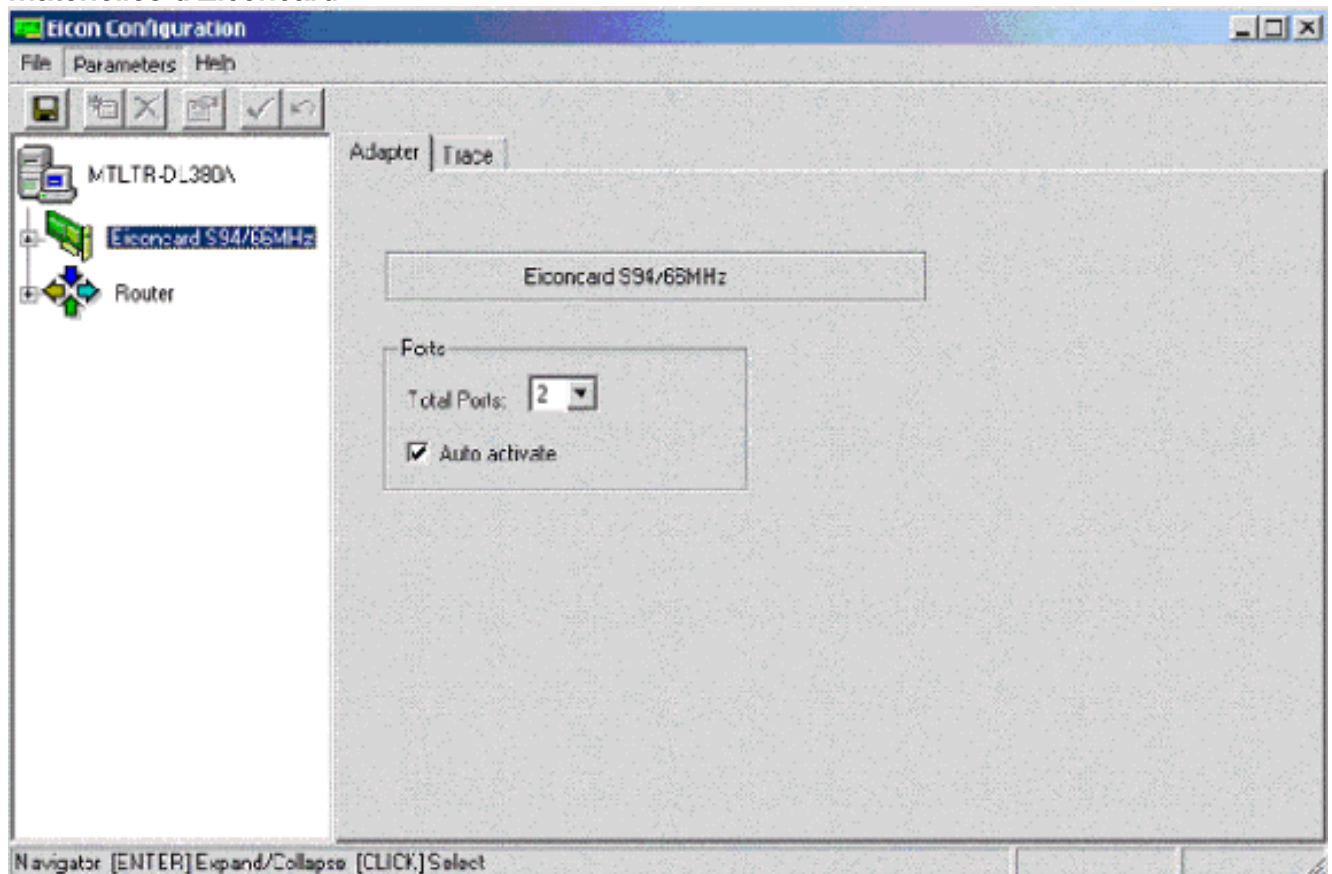 Eicon Configuration
File Parameters Help
MTLTR-DL380A
Eiconcard S94/66MHz
Router
Adapter Trace
Eiconcard S94/66MHz
Ports
Total Ports: 2
Auto activate
Navigator [ENTER] Expand/Collapse [CLICK] Select